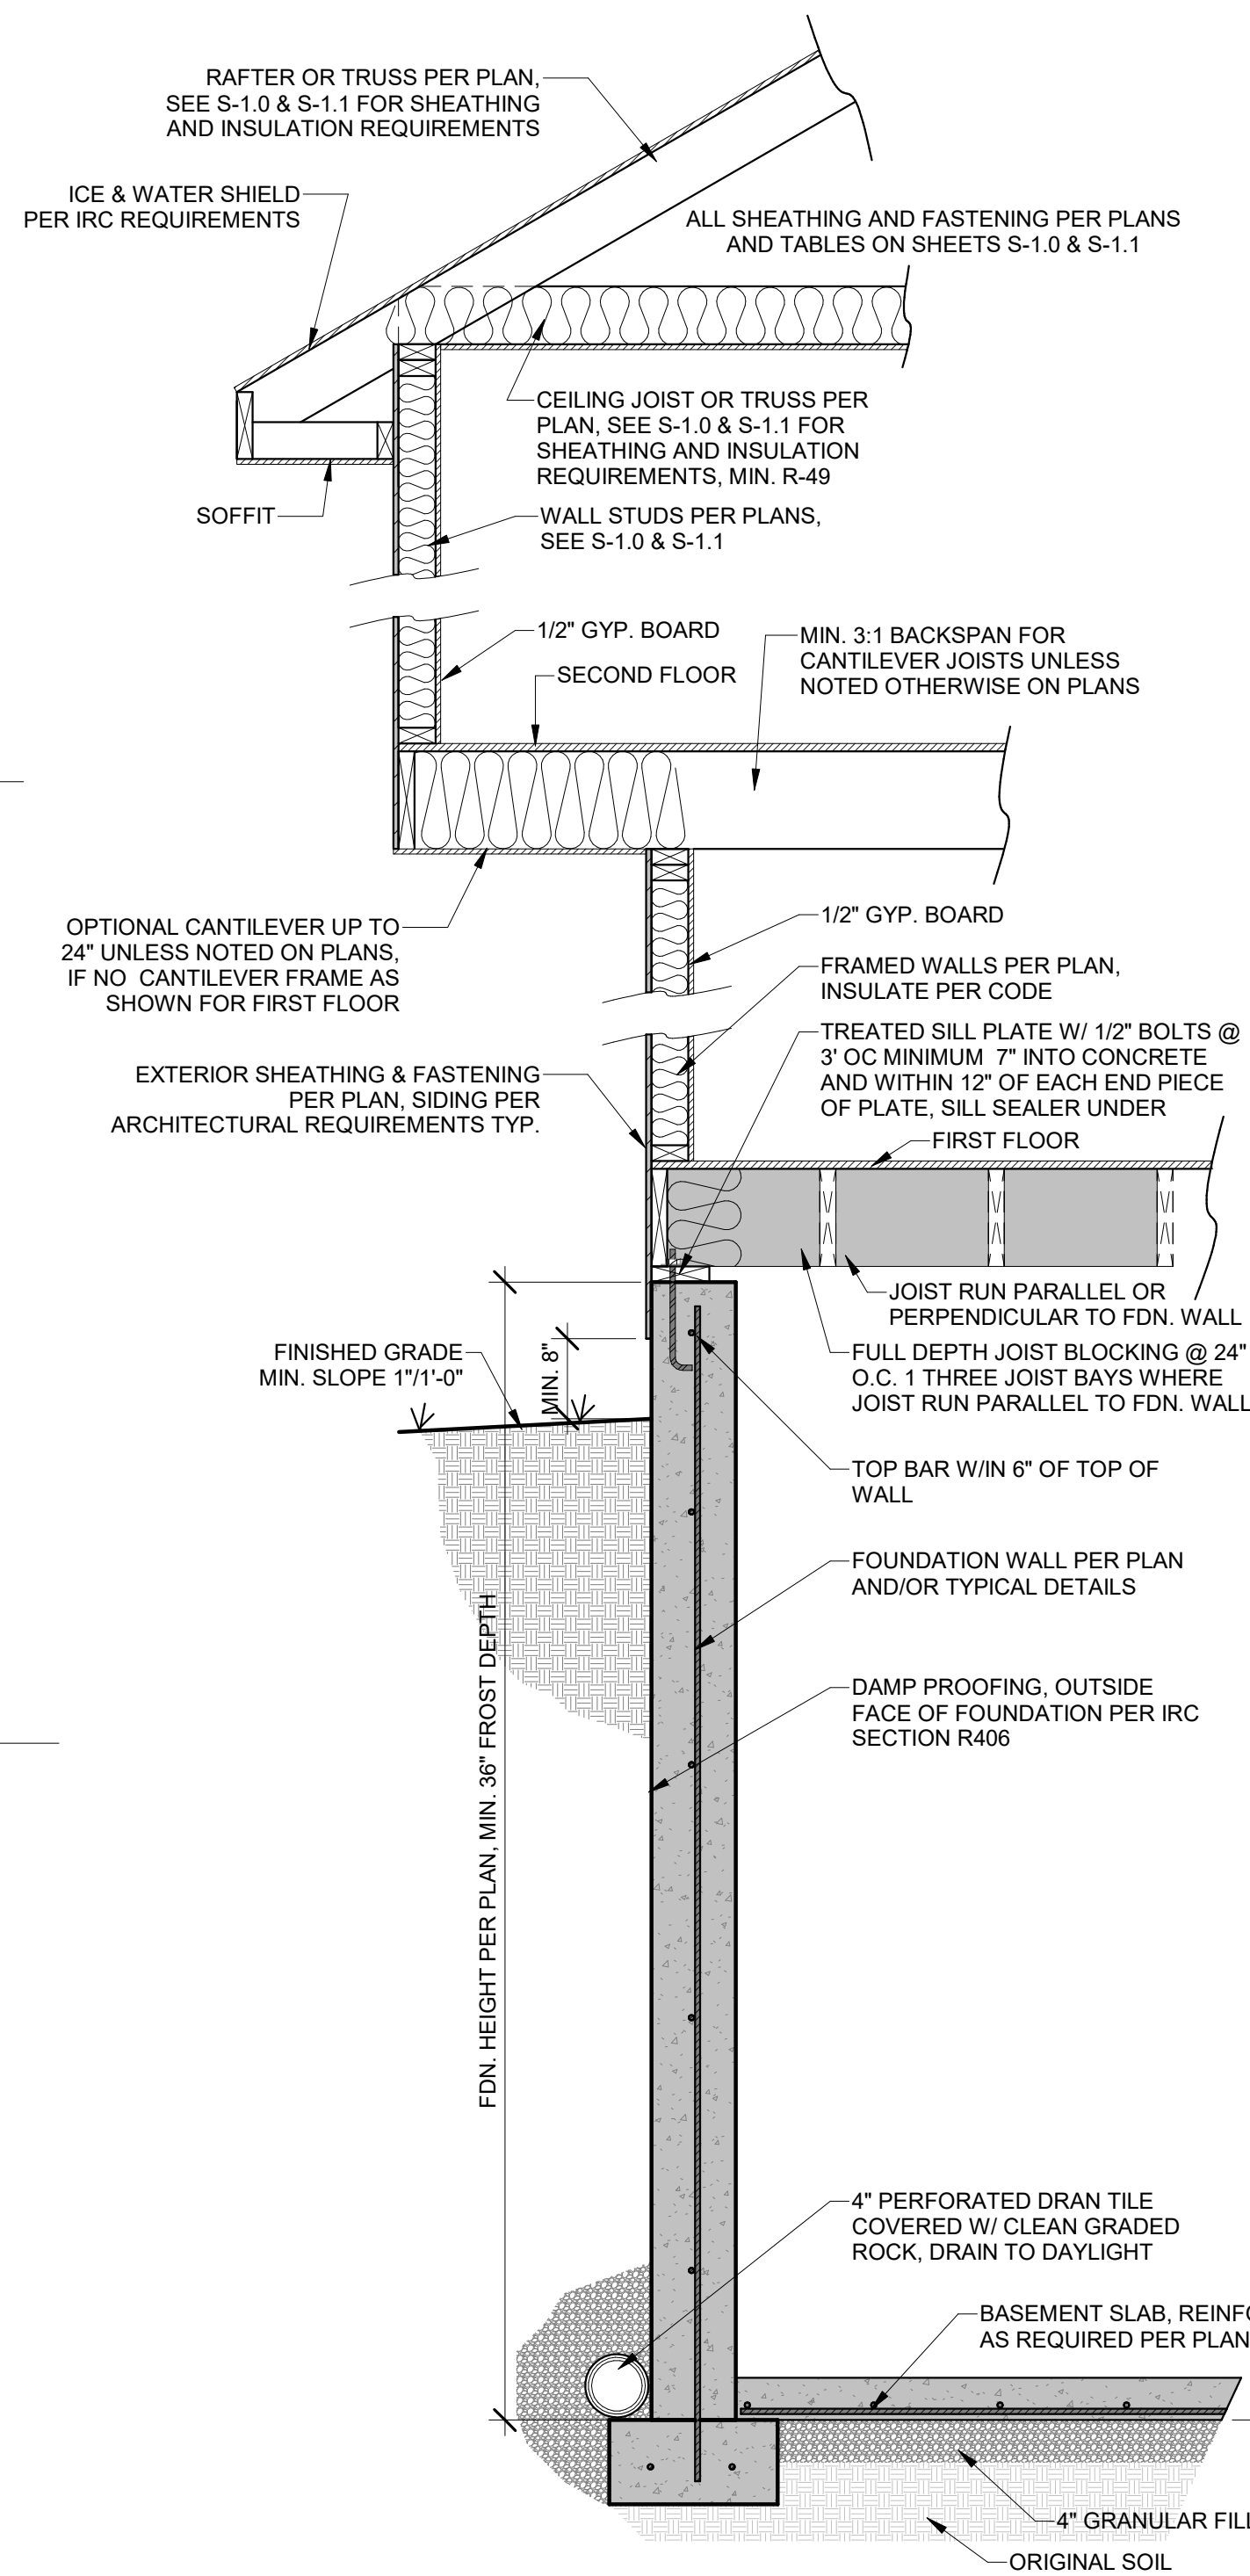 RAFTER OR TRUSS PER PLAN,
SEE S-1.0 & S-1.1 FOR SHEATHING
AND INSULATION REQUIREMENTS
ICE & WATER SHIELD
PER IRC REQUIREMENTS
ALL SHEATHING AND FASTENING PER PLANS
AND TABLES ON SHEETS S-1.0 & S-1.1
CEILING JOIST OR TRUSS PER
PLAN, SEE S-1.0 & S-1.1 FOR
SHEATHING AND INSULATION
REQUIREMENTS, MIN. R-49
SOFFIT
WALL STUDS PER PLANS,
SEE S-1.0 & S-1.1
1/2" GYP. BOARD
SECOND FLOOR
MIN. 3:1 BACKSPAN FOR
CANTILEVER JOISTS UNLESS
NOTED OTHERWISE ON PLANS
OPTIONAL CANTILEVER UP TO
24" UNLESS NOTED ON PLANS,
IF NO CANTILEVER FRAME AS
SHOWN FOR FIRST FLOOR
1/2" GYP. BOARD
FRAMED WALLS PER PLAN,
INSULATE PER CODE
TREATED SILL PLATE W/ 1/2" BOLTS @
3' OC MINIMUM 7" INTO CONCRETE
AND WITHIN 12" OF EACH END PIECE
OF PLATE, SILL SEALER UNDER
EXTERIOR SHEATHING & FASTENING
PER PLAN, SIDING PER
ARCHITECTURAL REQUIREMENTS TYP.
FIRST FLOOR
JOIST RUN PARALLEL OR
PERPENDICULAR TO FDN. WALL
FINISHED GRADE
MIN. SLOPE 1"/1'-0"
MIN. 8"
FULL DEPTH JOIST BLOCKING @ 24"
O.C. 1 THREE JOIST BAYS WHERE
JOIST RUN PARALLEL TO FDN. WALL
TOP BAR W/IN 6" OF TOP OF
WALL
FOUNDATION WALL PER PLAN
AND/OR TYPICAL DETAILS
FDN. HEIGHT PER PLAN, MIN. 36" FROST DEPTH
DAMP PROOFING, OUTSIDE
FACE OF FOUNDATION PER IRC
SECTION R406
4" PERFORATED DRAN TILE
COVERED W/ CLEAN GRADED
ROCK, DRAIN TO DAYLIGHT
BASEMENT SLAB,
AS REQUIRED PER PLAN
4" GRANULAR FILL
ORIGINAL SOIL